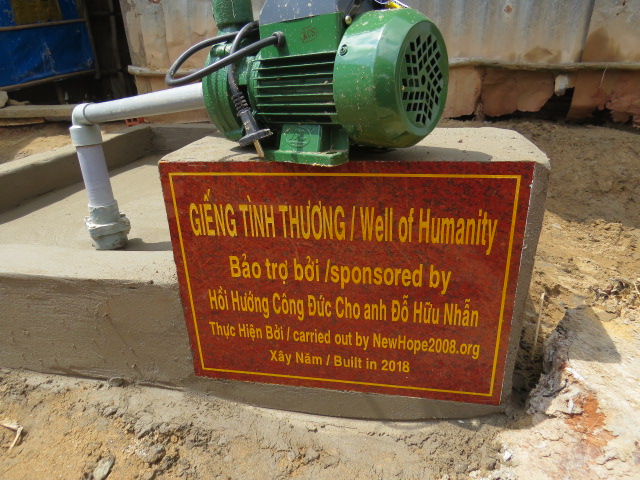 GIẾNG TÌNH THƯƠNG / Well of Humanity
Bảo trợ bởi /sponsored by
Hồi Hướng Công Đức Cho anh Đỗ Hữu Nhẫn
Thực Hiện Bởi / carried out by NewHope2008.org
Xây Năm / Built in 2018